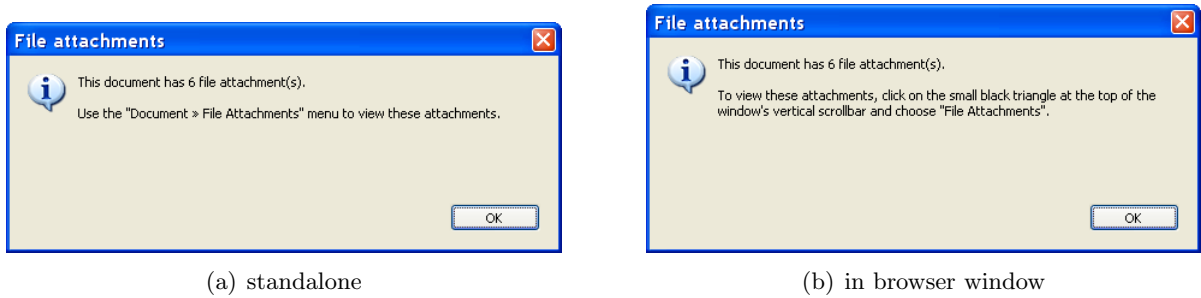 File attachments
This document has 6 file attachment(s).
Use the "Document » File Attachments" menu to view these attachments.
OK
(a) standalone
File attachments
This document has 6 file attachment(s).
To view these attachments, click on the small black triangle at the top of the
window's vertical scrollbar and choose "File Attachments".
OK
(b) in browser window